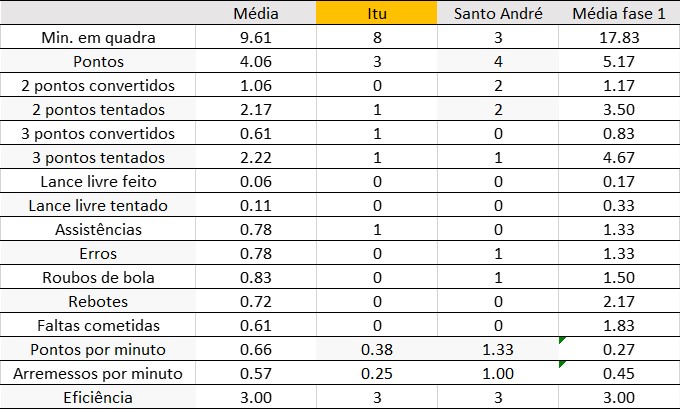 Média Itu Santo André Média fase 1
Min. em quadra 9.61 8 3 17.83
Pontos 4.06 3 4 5.17
2 pontos convertidos 1.06 0 2 1.17
2 pontos tentados 2.17 1 2 3.50
3 pontos convertidos 0.61 1 0 0.83
3 pontos tentados 2.22 1 1 4.67
Lance livre feito 0.06 0 0 0.17
Lance livre tentado 0.11 0 0 0.33
Assistências 0.78 1 0 1.33
Erros 0.78 0 1 1.33
Roubos de bola 0.83 0 1 1.50
Rebotes 0.72 0 0 2.17
Faltas cometidas 0.61 0 0 1.83
Pontos por minuto 0.66 0.38 1.33 0.27
Arremessos por minuto 0.57 0.25 1.00 0.45
Eficiência 3.00 3 3 3.00